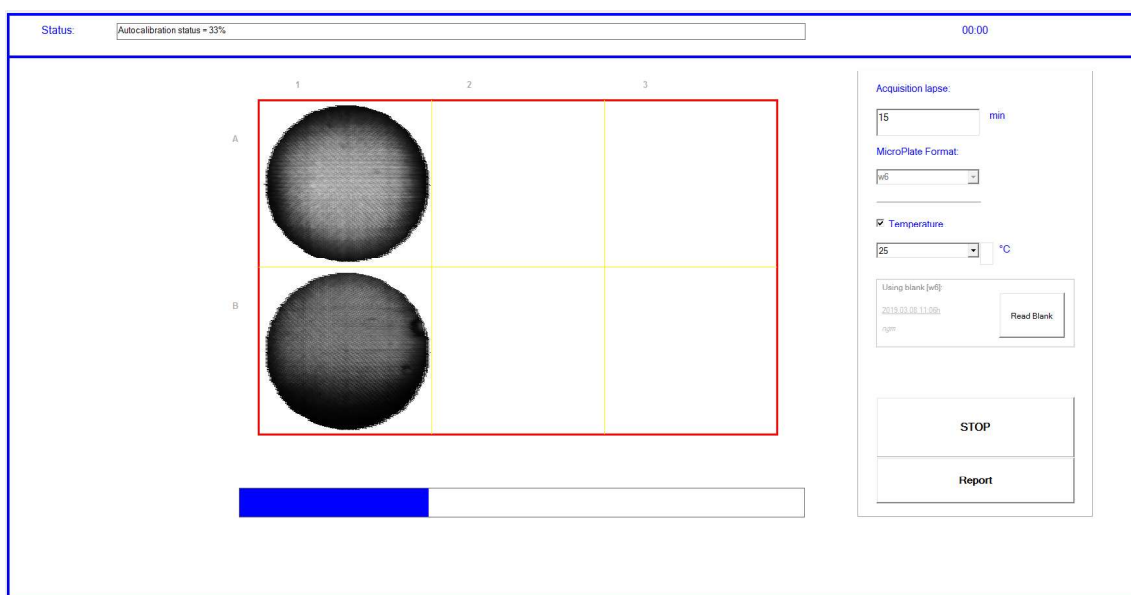 Status:
Autocalibration status = 33%
00:00
1
2
3
A
B
Acquisition lapse:
15
min
MicroPlate Format:
w6
Temperature
25
°C
Using blank [w6]:
2019.03.08 11:06h
ngm
Read Blank
STOP
Report